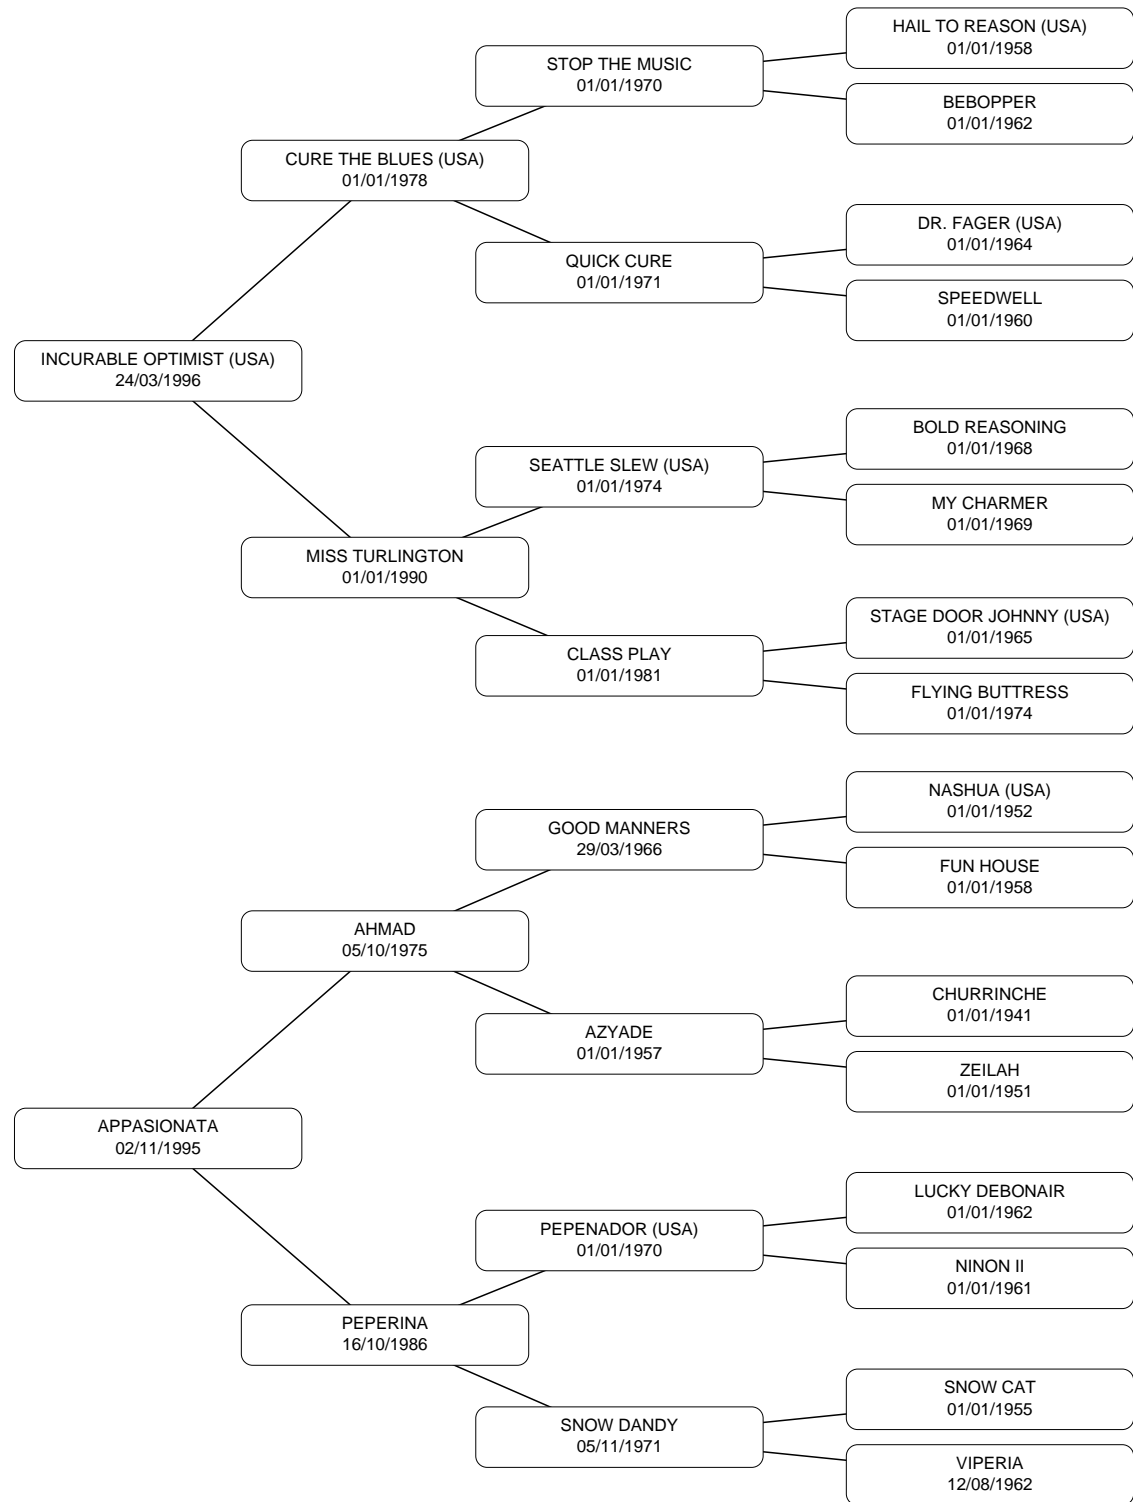 HAIL TO REASON (USA)
01/01/1958
STOP THE MUSIC
01/01/1970
BEBOPPER
01/01/1962
CURE THE BLUES (USA)
01/01/1978
DR. FAGER (USA)
01/01/1964
QUICK CURE
01/01/1971
SPEEDWELL
01/01/1960
INCURABLE OPTIMIST (USA)
24/03/1996
BOLD REASONING
01/01/1968
SEATTLE SLEW (USA)
01/01/1974
MY CHARMER
01/01/1969
MISS TURLINGTON
01/01/1990
STAGE DOOR JOHNNY (USA)
01/01/1965
CLASS PLAY
01/01/1981
FLYING BUTTRESS
01/01/1974
NASHUA (USA)
01/01/1952
GOOD MANNERS
29/03/1966
FUN HOUSE
01/01/1958
AHMAD
05/10/1975
CHURRINCHE
01/01/1941
AZYADE
01/01/1957
ZEILAH
01/01/1951
APPASIONATA
02/11/1995
LUCKY DEBONAIR
01/01/1962
PEPENADOR (USA)
01/01/1970
NINON II
01/01/1961
PEPERINA
16/10/1986
SNOW CAT
01/01/1955
SNOW DANDY
05/11/1971
VIPERIA
12/08/1962